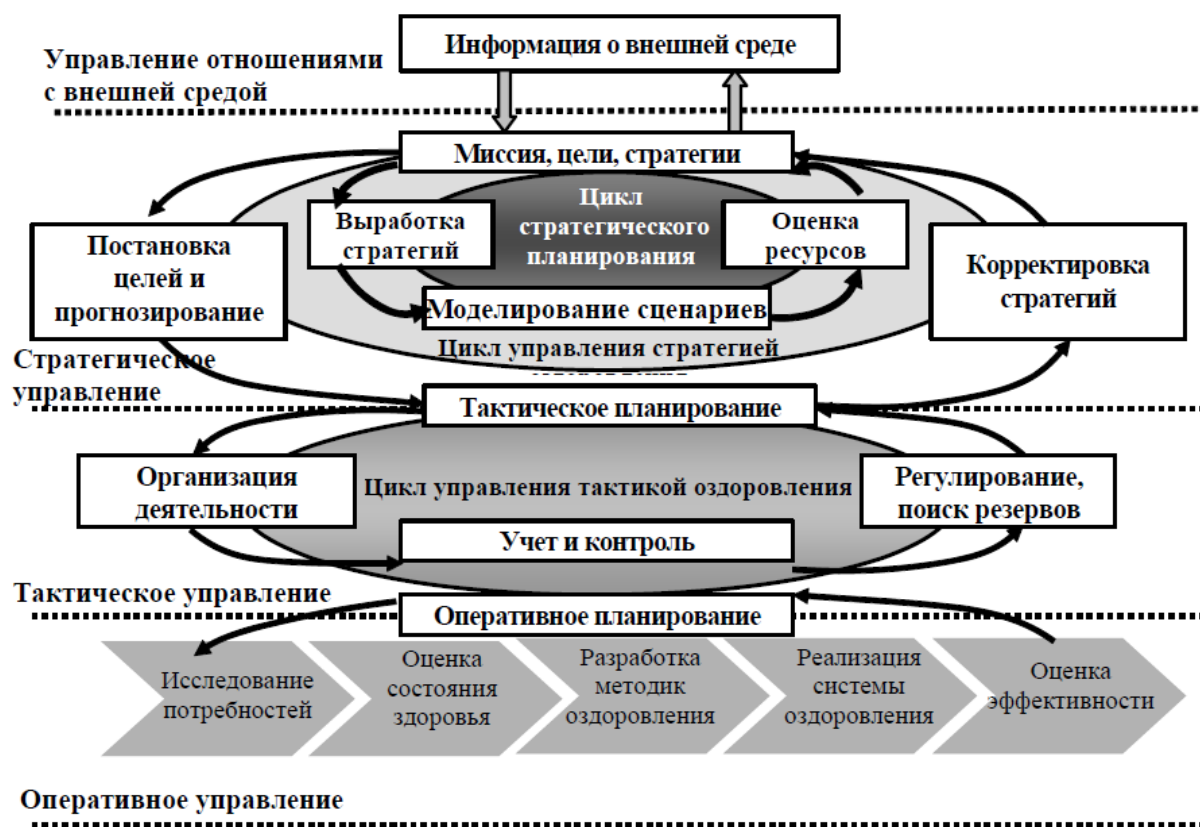 Информация о внешней среде
Управление отношениями
с внешней средой
Миссия, цели, стратегии
Цикл
стратегического
планирования
Выработка
стратегий
Оценка
ресурсов
Постановка
целей и
прогнозирование
Корректировка
стратегий
Моделирование сценариев
Цикл управления стратегией
Стратегическое
управление
Тактическое планирование
Организация
деятельности
Цикл управления тактикой оздоровления
Регулирование,
поиск резервов
Учет и контроль
Тактическое управление
Оперативное планирование
Исследование
потребностей
Оценка
состояния
здоровья
Разработка
методик
оздоровления
Реализация
системы
оздоровления
Оценка
эффективности
Оперативное управление